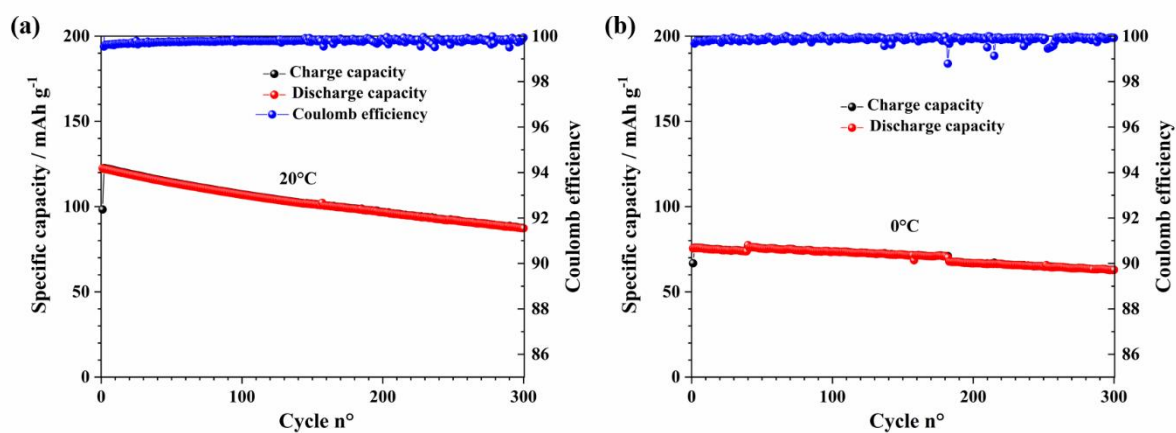 (a)
200
150
100
50
0
Specific capacity / mAh g⁻¹
Charge capacity
Discharge capacity
Coulomb efficiency
20°C
100
98
96
94
92
90
88
86
Coulomb efficiency
0
100
200
300
Cycle n°
(b)
200
150
100
50
0
Specific capacity / mAh g⁻¹
Charge capacity
Discharge capacity
0°C
100
98
96
94
92
90
88
86
Coulomb efficiency
0
100
200
300
Cycle n°